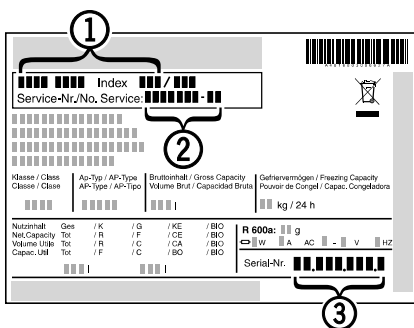 1
Index /
Service-Nr./No. Service: -
2
Klasse / Class
Classe / Clase
Ap-Typ / AP-Type
AP-Type / AP-Tipo
Bruttoinhalt / Gross Capacity
Volume Brut / Capacidad Bruta
l
Gefriervermögen / Freezing Capacity
Pouvoir de Congel / Capac. Congeladora
kg / 24 h
Nutzinhalt Ges / K / G / KE / BIO
Net.Capacity Tot / R / F / CE / BIO
Volume Utile Tot / R / C / CA / BIO
Capac. Util Tot / F / C / BO / BIO
l l
R 600a: g
W A AC - V HZ
Serial-Nr.
3